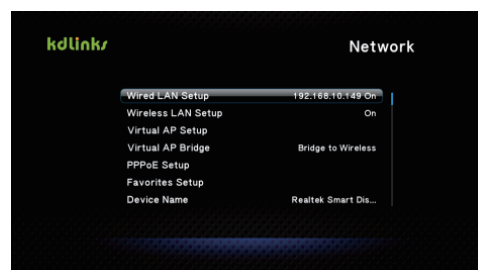 kdlinks
Network
Wired LAN Setup 192.168.10.149 On
Wireless LAN Setup On
Virtual AP Setup
Virtual AP Bridge Bridge to Wireless
PPPoE Setup
Favorites Setup
Device Name Realtek Smart Dis...